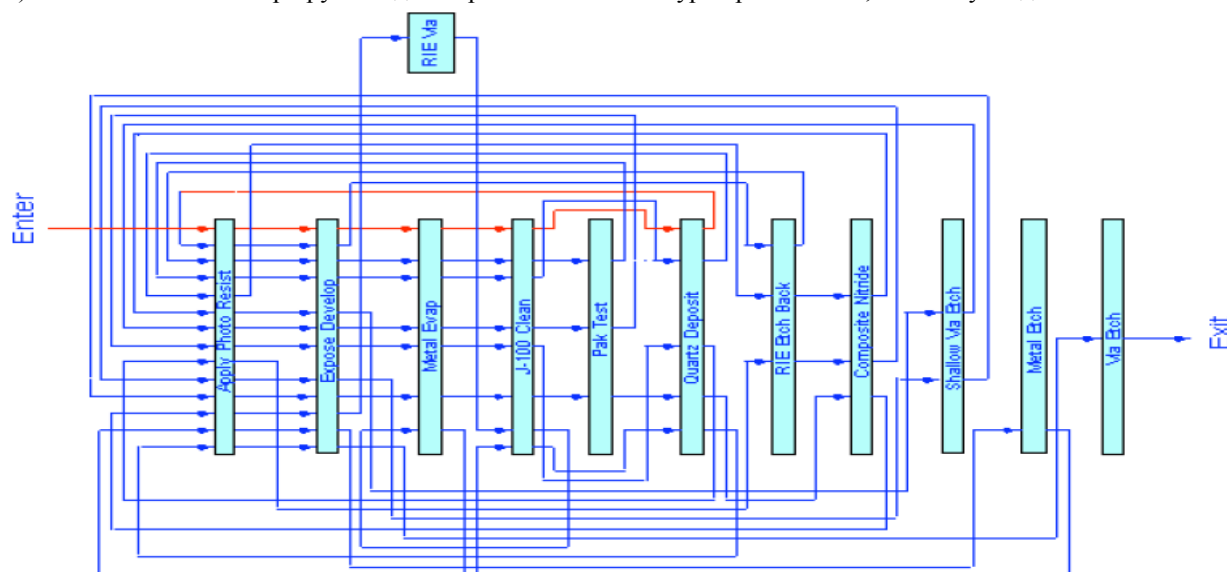 RIE Via
Enter
Apply Photo Resist
Expose Develop
Metal Evap
J-100 Clean
Pak Test
Quartz Deposit
RIE Etch Back
Composite Nitride
Shallow Via Etch
Metal Etch
Via Etch
Exit